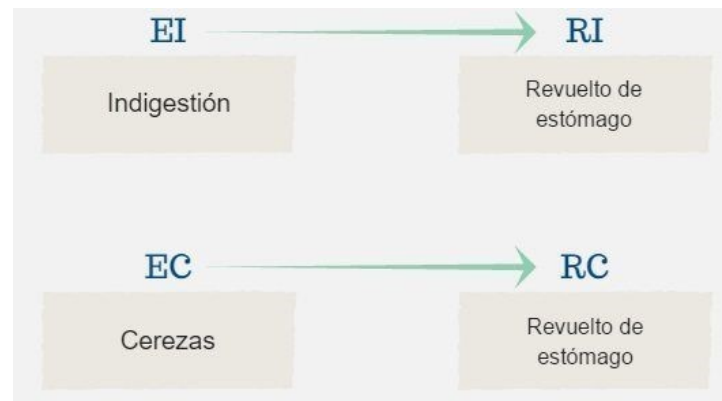 EI RI
Indigestión
Revuelto de
estómago
EC RC
Cerezas
Revuelto de
estómago